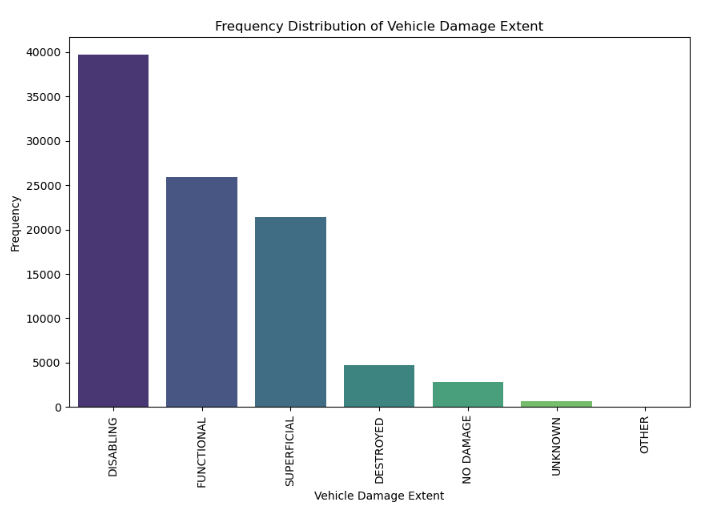 Frequency Distribution of Vehicle Damage Extent
40000
35000
30000
25000
20000
15000
10000
5000
0
Frequency
DISABLING
FUNCTIONAL
SUPERFICIAL
DESTROYED
NO DAMAGE
UNKNOWN
OTHER
Vehicle Damage Extent